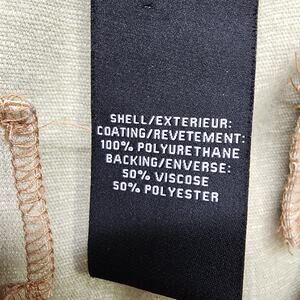 SHELL/EXTERIEUR:
COATING/REVETEMENT:
100% POLYURETHANE
BACKING/ENVERSE:
50% VISCOSE
50% POLYESTER